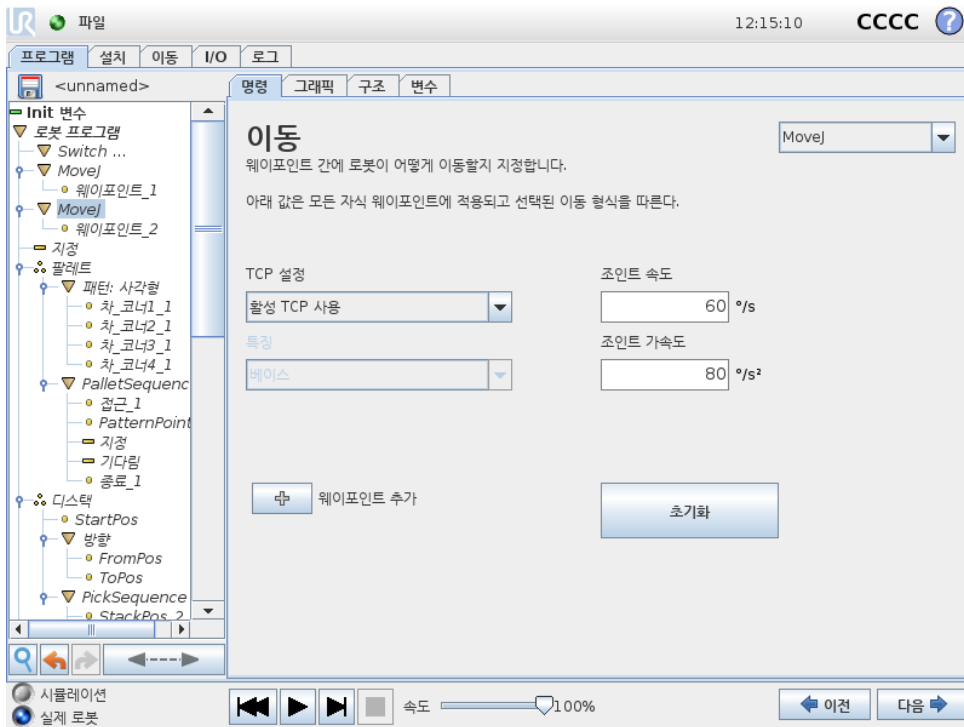 UR 파일 12:15:10 CCCC ?
프로그램 설치 이동 I/O 로그
<unnamed>
Init 변수
로봇 프로그램
Switch ...
MoveJ
웨이포인트_1
MoveJ
웨이포인트_2
지정
팔레트
패턴: 사각형
차_코너1_1
차_코너2_1
차_코너3_1
차_코너4_1
PalletSequenc
접근_1
PatternPoint
지정
기다림
종료_1
디스택
StartPos
방향
FromPos
ToPos
PickSequence
StackPos_2
명령 그래픽 구조 변수
이동
MoveJ
웨이포인트 간에 로봇이 어떻게 이동할지 지정합니다.
아래 값은 모든 자식 웨이포인트에 적용되고 선택된 이동 형식을 따른다.
TCP 설정
활성 TCP 사용
특징
베이스
조인트 속도
60 °/s
조인트 가속도
80 °/s²
웨이포인트 추가
초기화
시뮬레이션
실제 로봇
속도 100%
이전 다음